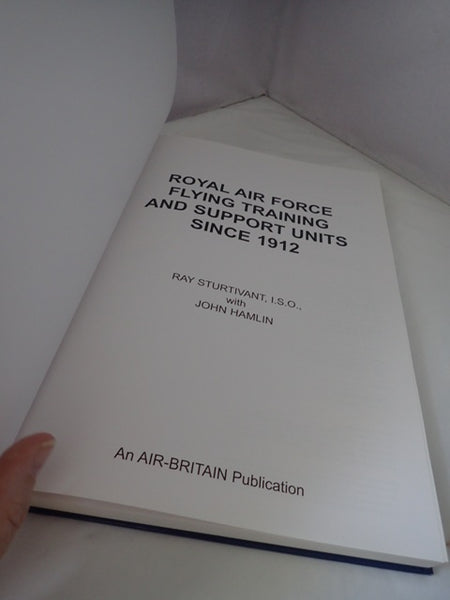 ROYAL AIR FORCE
FLYING TRAINING
AND SUPPORT UNITS
SINCE 1912
RAY STURTIVANT, I.S.O.,
with
JOHN HAMLIN
An AIR-BRITAIN Publication